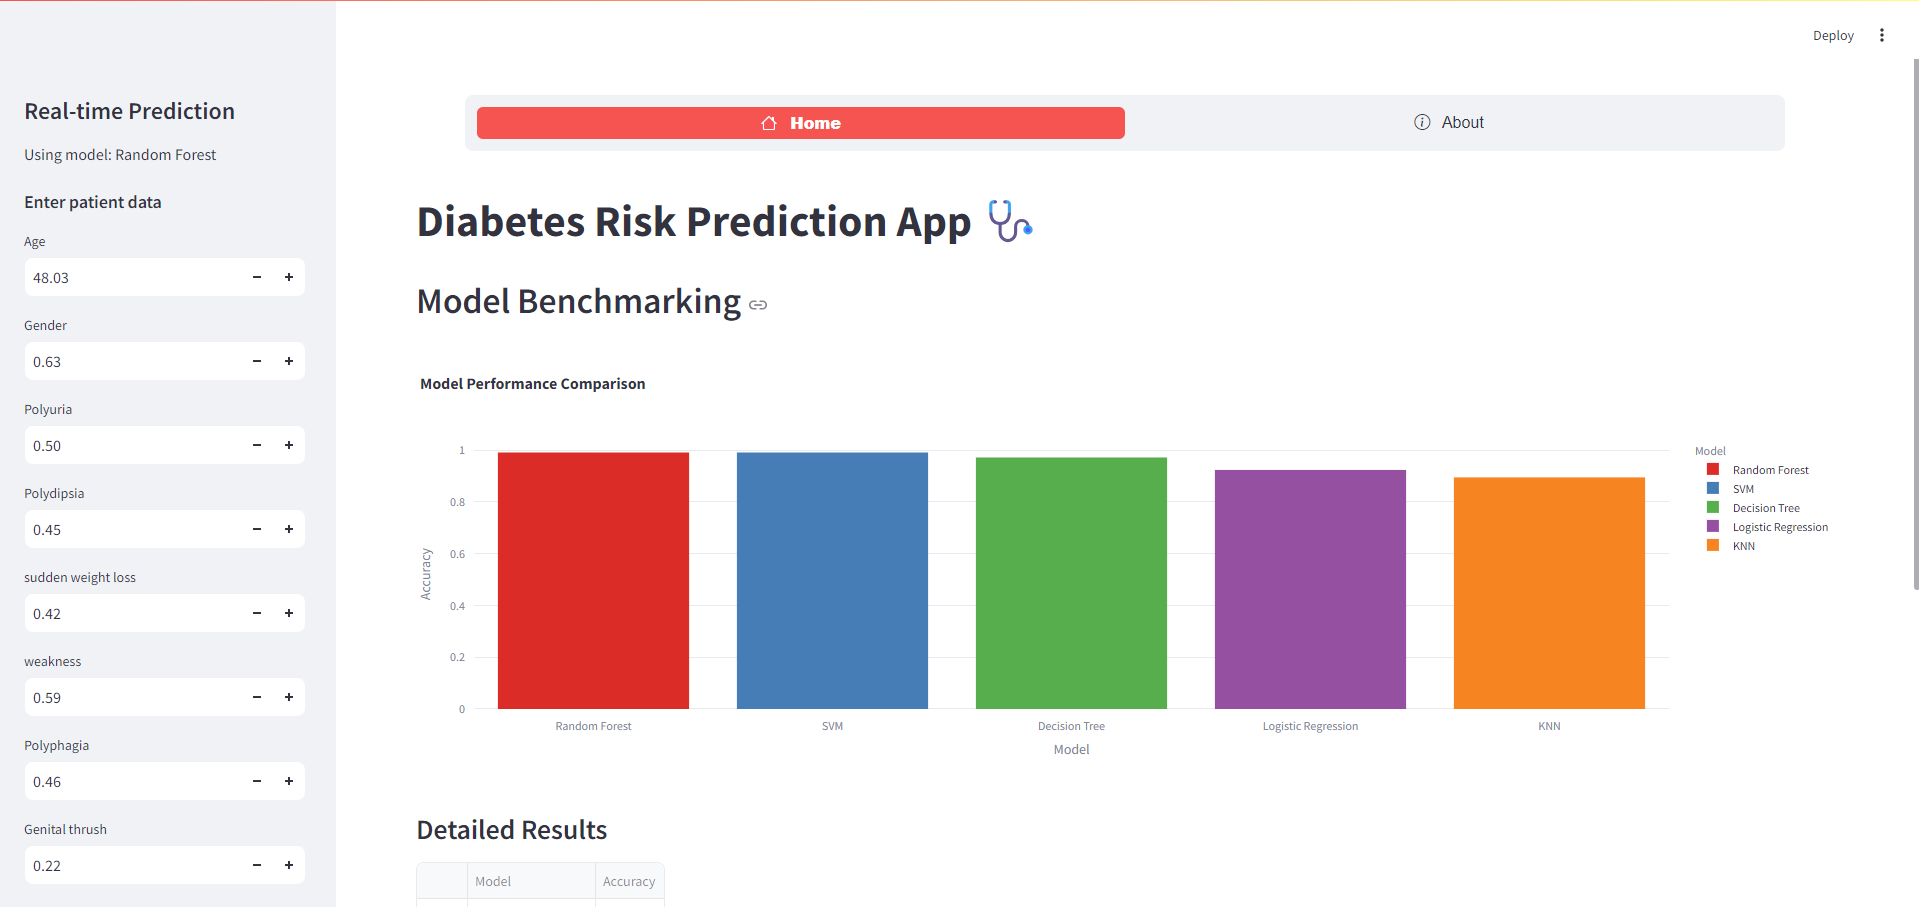 Deploy
Real-time Prediction
Using model: Random Forest
Enter patient data
Age
48.03
Gender
0.63
Polyuria
0.50
Polydipsia
0.45
sudden weight loss
0.42
weakness
0.59
Polyphagia
0.46
Genital thrush
0.22
Home
About
Diabetes Risk Prediction App
Model Benchmarking
Model Performance Comparison
Accuracy
1
0.8
0.6
0.4
0.2
0
Random Forest
SVM
Decision Tree
Logistic Regression
KNN
Model
Model
Random Forest
SVM
Decision Tree
Logistic Regression
KNN
Detailed Results
Model Accuracy